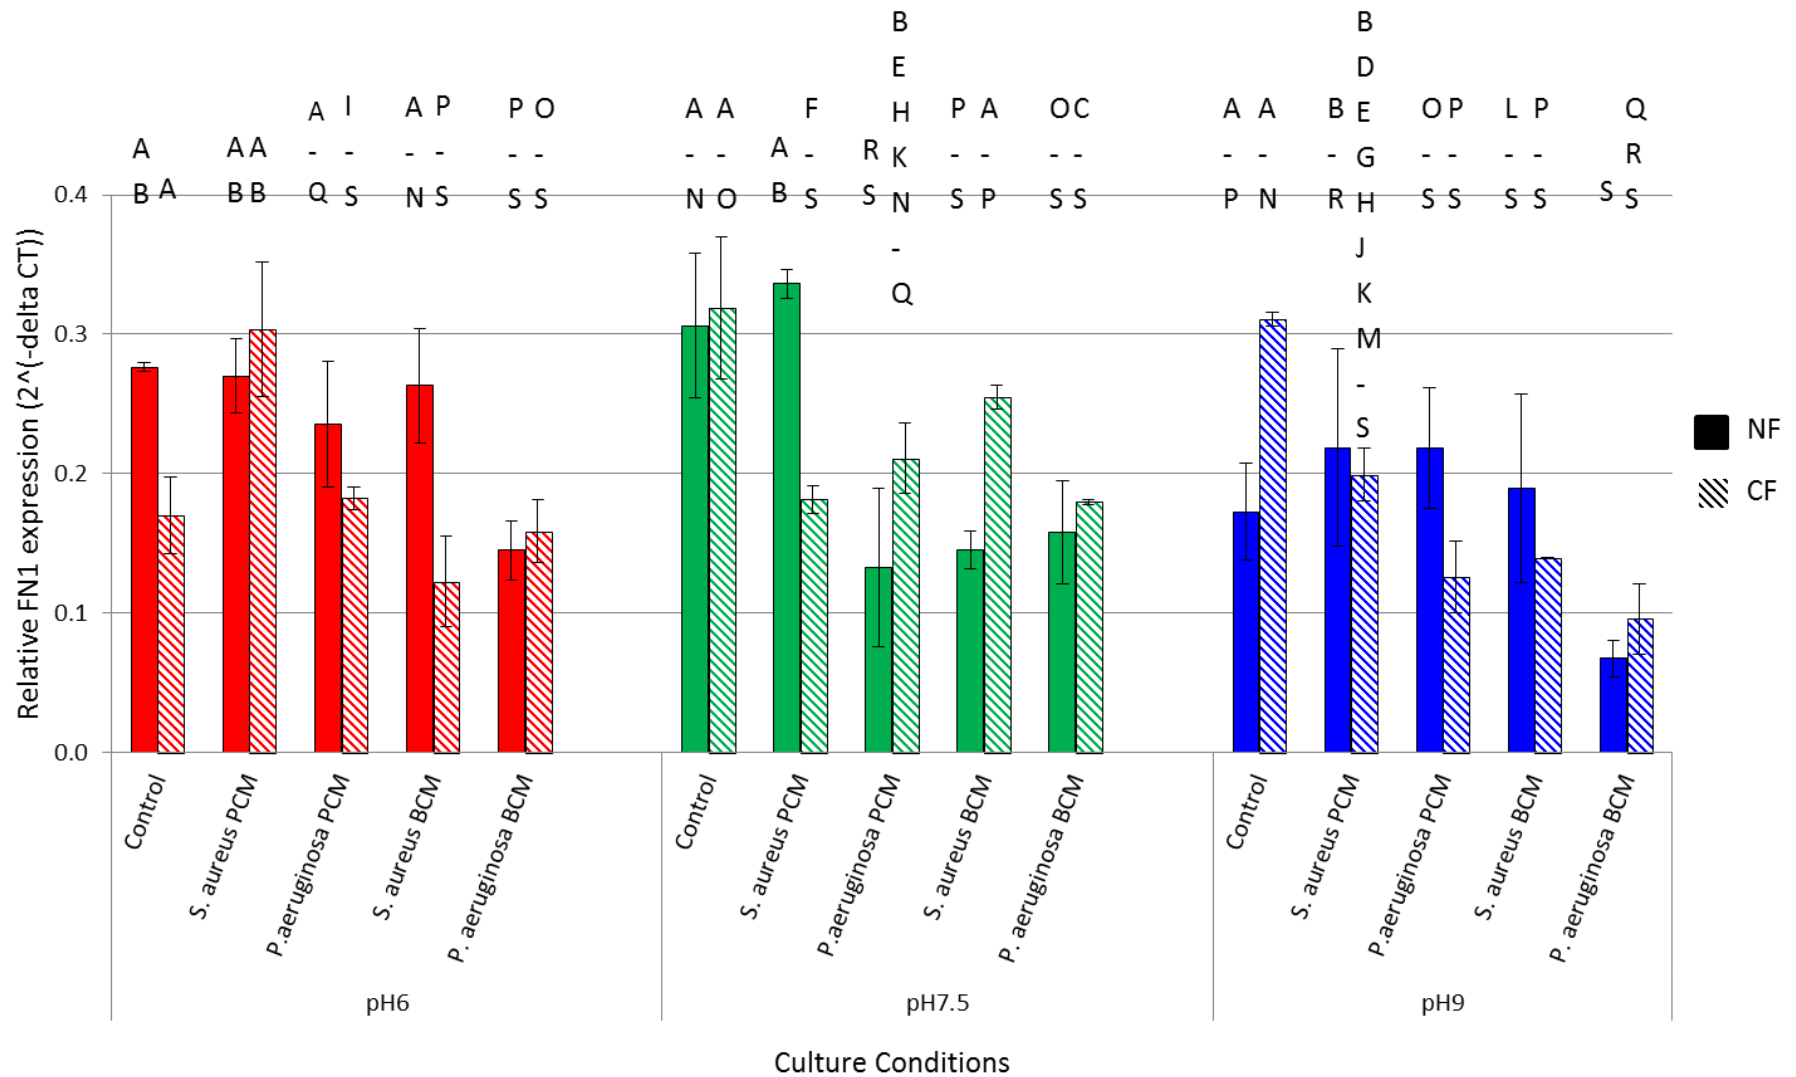 B B
E D
A I A P P O A A F H P A O C A A B E O P L P Q
A A A - - - - - - - - A - R K - - - - - - - G - - - - R
0.4 B A B B Q S N S S S N O B S S N S P S S P N R H S S S S S S
- J
Q K
0.3 M
-
S
0.2
0.1
0.0
Relative FN1 expression (2^(-delta CT))
NF
CF
Control
S. aureus PCM
P.aeruginosa PCM
S. aureus BCM
P. aeruginosa BCM
Control
S. aureus PCM
P.aeruginosa PCM
S. aureus BCM
P. aeruginosa BCM
Control
S. aureus PCM
P.aeruginosa PCM
S. aureus BCM
P. aeruginosa BCM
pH6
pH7.5
pH9
Culture Conditions